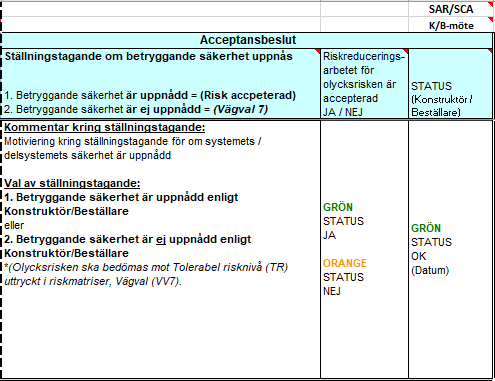 SAR/SCA
K/B-möte
Acceptansbeslut
Ställningstagande om betryggande säkerhet uppnås
1. Betryggande säkerhet är uppnådd = (Risk accpeterad)
2. Betryggande säkerhet är ej uppnådd = (Vägval 7)
Riskreducerings-
arbetet för
olycksrisken är
accepterad
JA / NEJ
STATUS
(Konstruktör /
Beställare)
Kommentar kring ställningstagande:
Motiviering kring ställningstagande för om systemets /
delsystemets säkerhet är uppnådd
Val av ställningstagande:
1. Betryggande säkerhet är uppnådd enligt
Konstruktör/Beställare
eller
2. Betryggande säkerhet är ej uppnådd enligt
Konstruktör/Beställare
*(Olycksrisken ska bedömas mot Tolerabel risknivå (TR)
uttryckt i riskmatriser, Vägval (VV7).
GRÖN
STATUS
JA
ORANGE
STATUS
NEJ
GRÖN
STATUS
OK
(Datum)